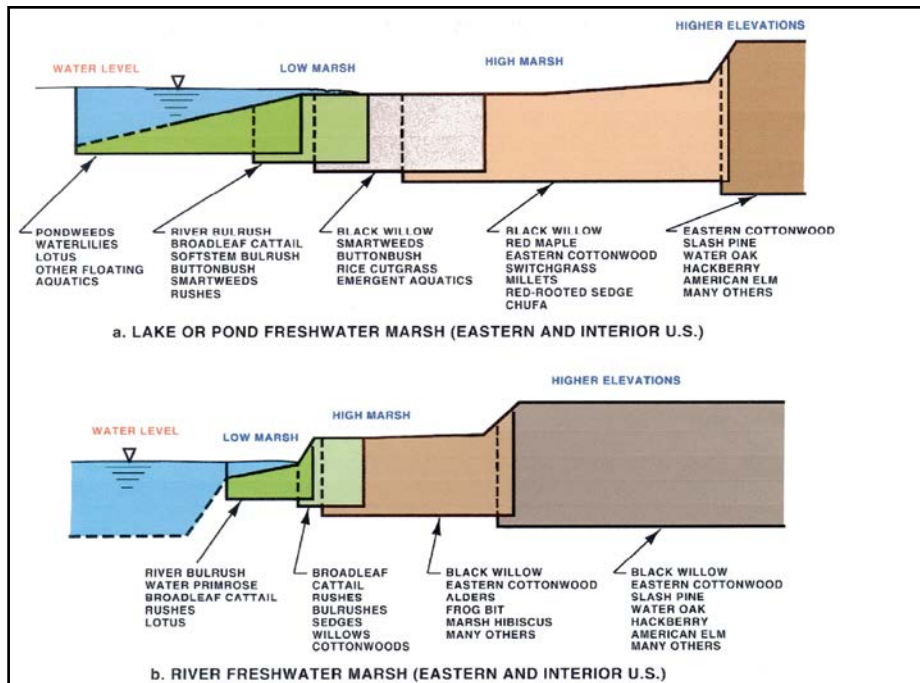 HIGHER ELEVATIONS
WATER LEVEL
LOW MARSH
HIGH MARSH
PONDWEEDS
WATERLILIES
LOTUS
OTHER FLOATING
AQUATICS
RIVER BULRUSH
BROADLEAF CATTAIL
SOFTSTEM BULRUSH
BUTTONBUSH
SMARTWEEDS
RUSHES
BLACK WILLOW
SMARTWEEDS
BUTTONBUSH
RICE CUTGRASS
EMERGENT AQUATICS
BLACK WILLOW
RED MAPLE
EASTERN COTTONWOOD
SWITCHGRASS
MILLETS
RED-ROOTED SEDGE
CHUFA
EASTERN COTTONWOOD
SLASH PINE
WATER OAK
HACKBERRY
AMERICAN ELM
MANY OTHERS
a. LAKE OR POND FRESHWATER MARSH (EASTERN AND INTERIOR U.S.)
HIGHER ELEVATIONS
HIGH MARSH
WATER LEVEL
LOW MARSH
RIVER BULRUSH
WATER PRIMROSE
BROADLEAF CATTAIL
RUSHES
LOTUS
BROADLEAF
CATTAIL
RUSHES
BULRUSHES
SEDGES
WILLOWS
COTTONWOODS
BLACK WILLOW
EASTERN COTTONWOOD
ALDERS
FROG BIT
MARSH HIBISCUS
MANY OTHERS
BLACK WILLOW
EASTERN COTTONWOOD
SLASH PINE
WATER OAK
HACKBERRY
AMERICAN ELM
MANY OTHERS
b. RIVER FRESHWATER MARSH (EASTERN AND INTERIOR U.S.)